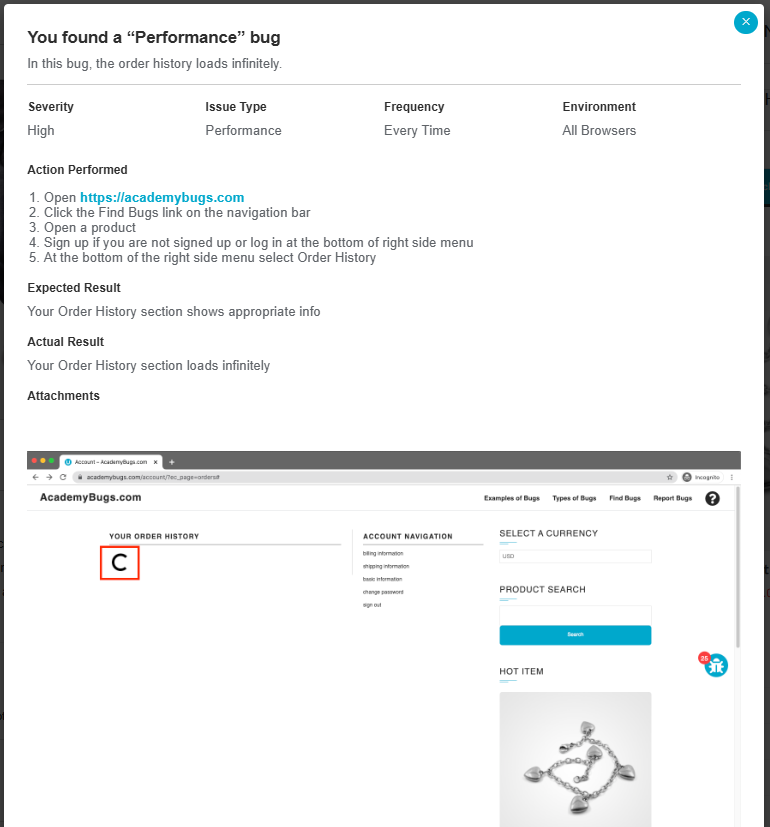 You found a “Performance” bug
In this bug, the order history loads infinitely.
Severity Issue Type Frequency Environment
High Performance Every Time All Browsers
Action Performed
1. Open https://academybugs.com
2. Click the Find Bugs link on the navigation bar
3. Open a product
4. Sign up if you are not signed up or log in at the bottom of right side menu
5. At the bottom of the right side menu select Order History
Expected Result
Your Order History section shows appropriate info
Actual Result
Your Order History section loads infinitely
Attachments
Account – AcademyBugs.com
academybugs.com/account/?ec_page=orders#
Incognito
AcademyBugs.com
Examples of Bugs Types of Bugs Find Bugs Report Bugs ?
YOUR ORDER HISTORY
ACCOUNT NAVIGATION
billing information
shipping information
basic information
change password
sign out
SELECT A CURRENCY
USD
PRODUCT SEARCH
Search
25
HOT ITEM